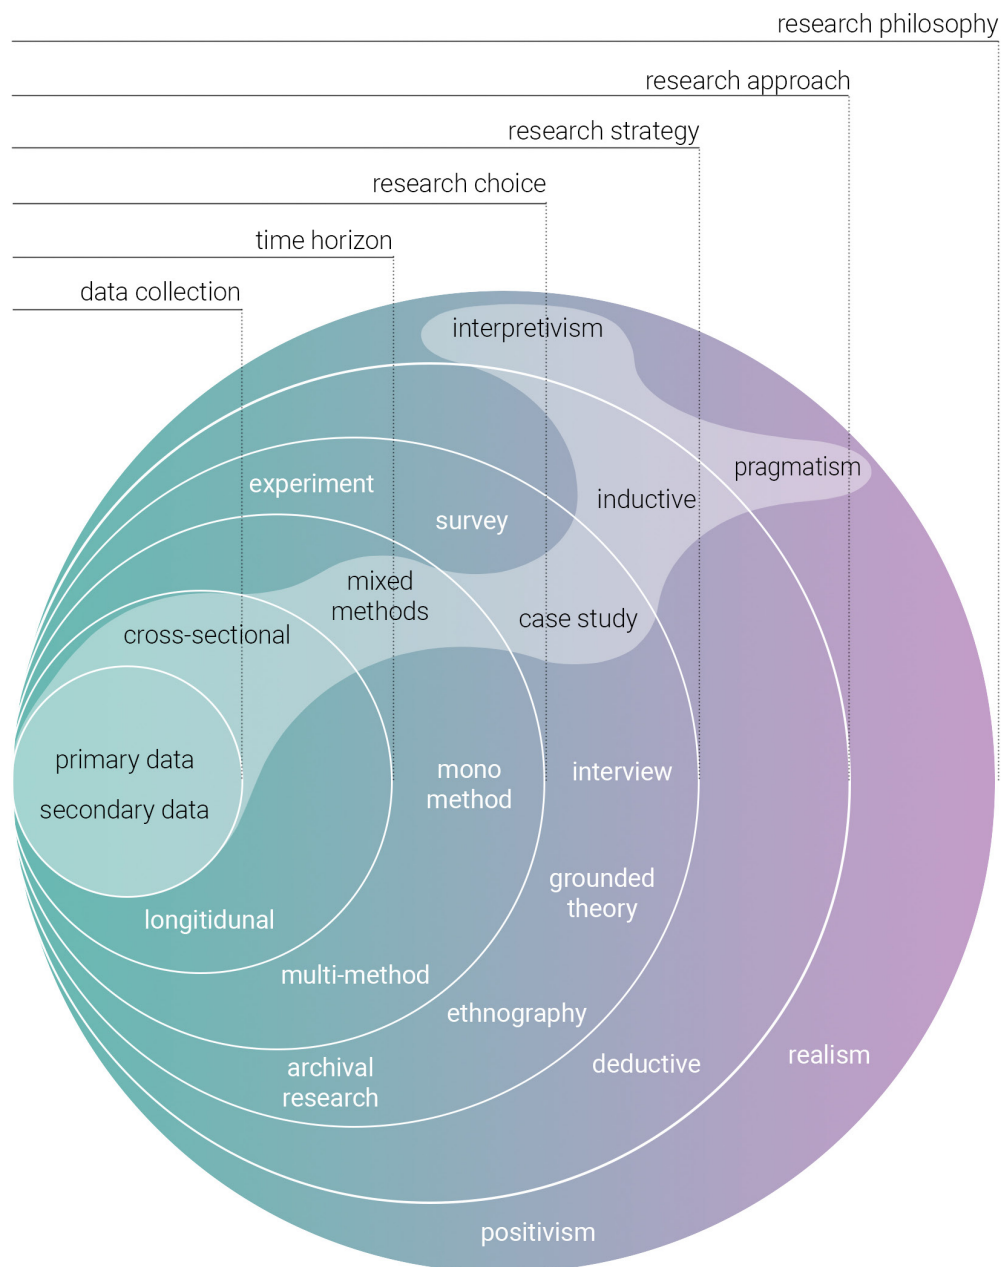 research philosophy
research approach
research strategy
research choice
time horizon
data collection
interpretivism
pragmatism
experiment
inductive
survey
mixed
methods
case study
cross-sectional
primary data
mono
method
interview
secondary data
grounded
theory
longitidunal
multi-method
ethnography
archival
research
deductive
realism
positivism